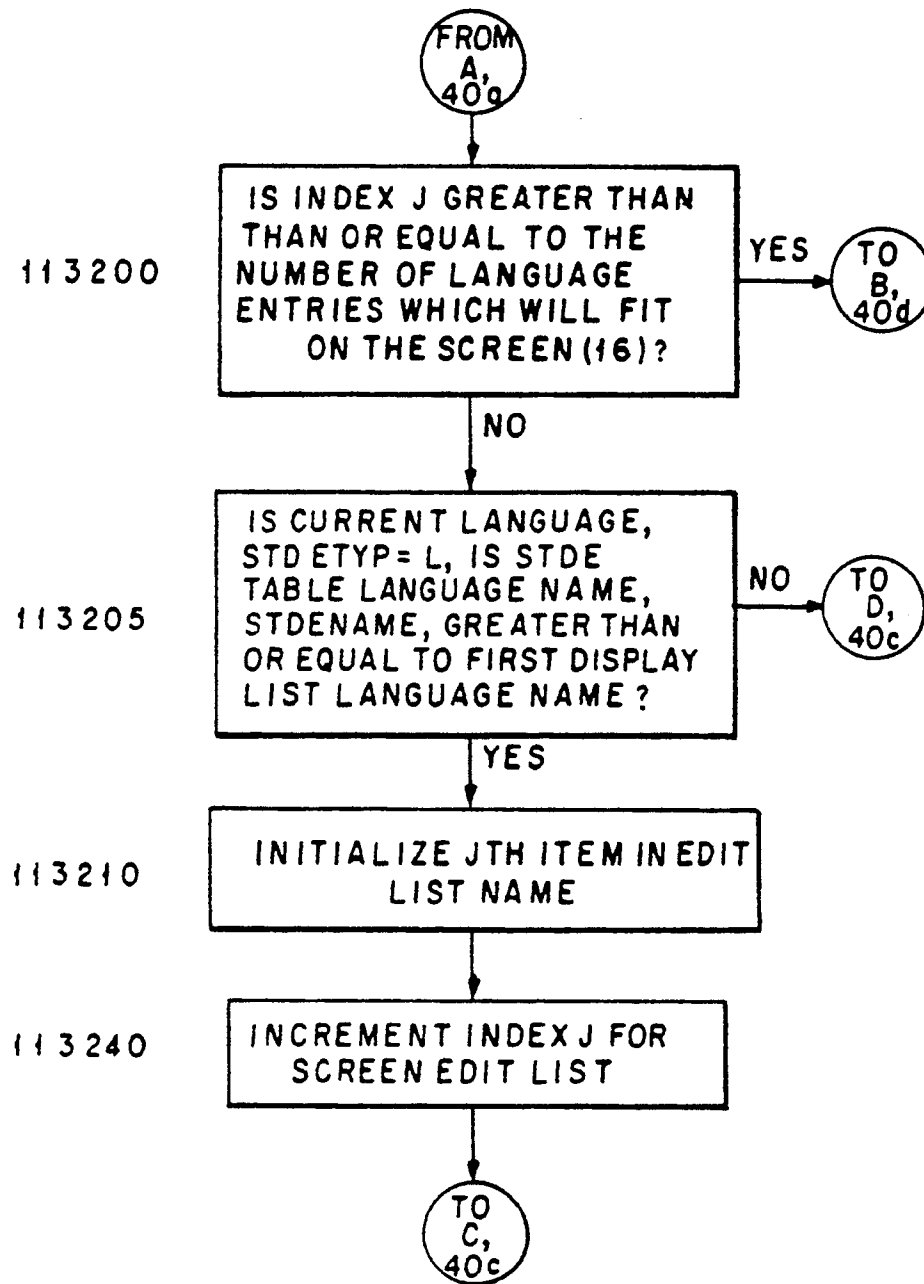 FROM
A,
40a
113200
IS INDEX J GREATER THAN
THAN OR EQUAL TO THE
NUMBER OF LANGUAGE
ENTRIES WHICH WILL FIT
ON THE SCREEN (16)?
YES
TO
B,
40d
NO
113205
IS CURRENT LANGUAGE,
STD ETYP= L, IS STDE
TABLE LANGUAGE NAME,
STDENAME, GREATER THAN
OR EQUAL TO FIRST DISPLAY
LIST LANGUAGE NAME?
NO
TO
D,
40c
YES
113210
INITIALIZE JTH ITEM IN EDIT
LIST NAME
113240
INCREMENT INDEX J FOR
SCREEN EDIT LIST
TO
C,
40c